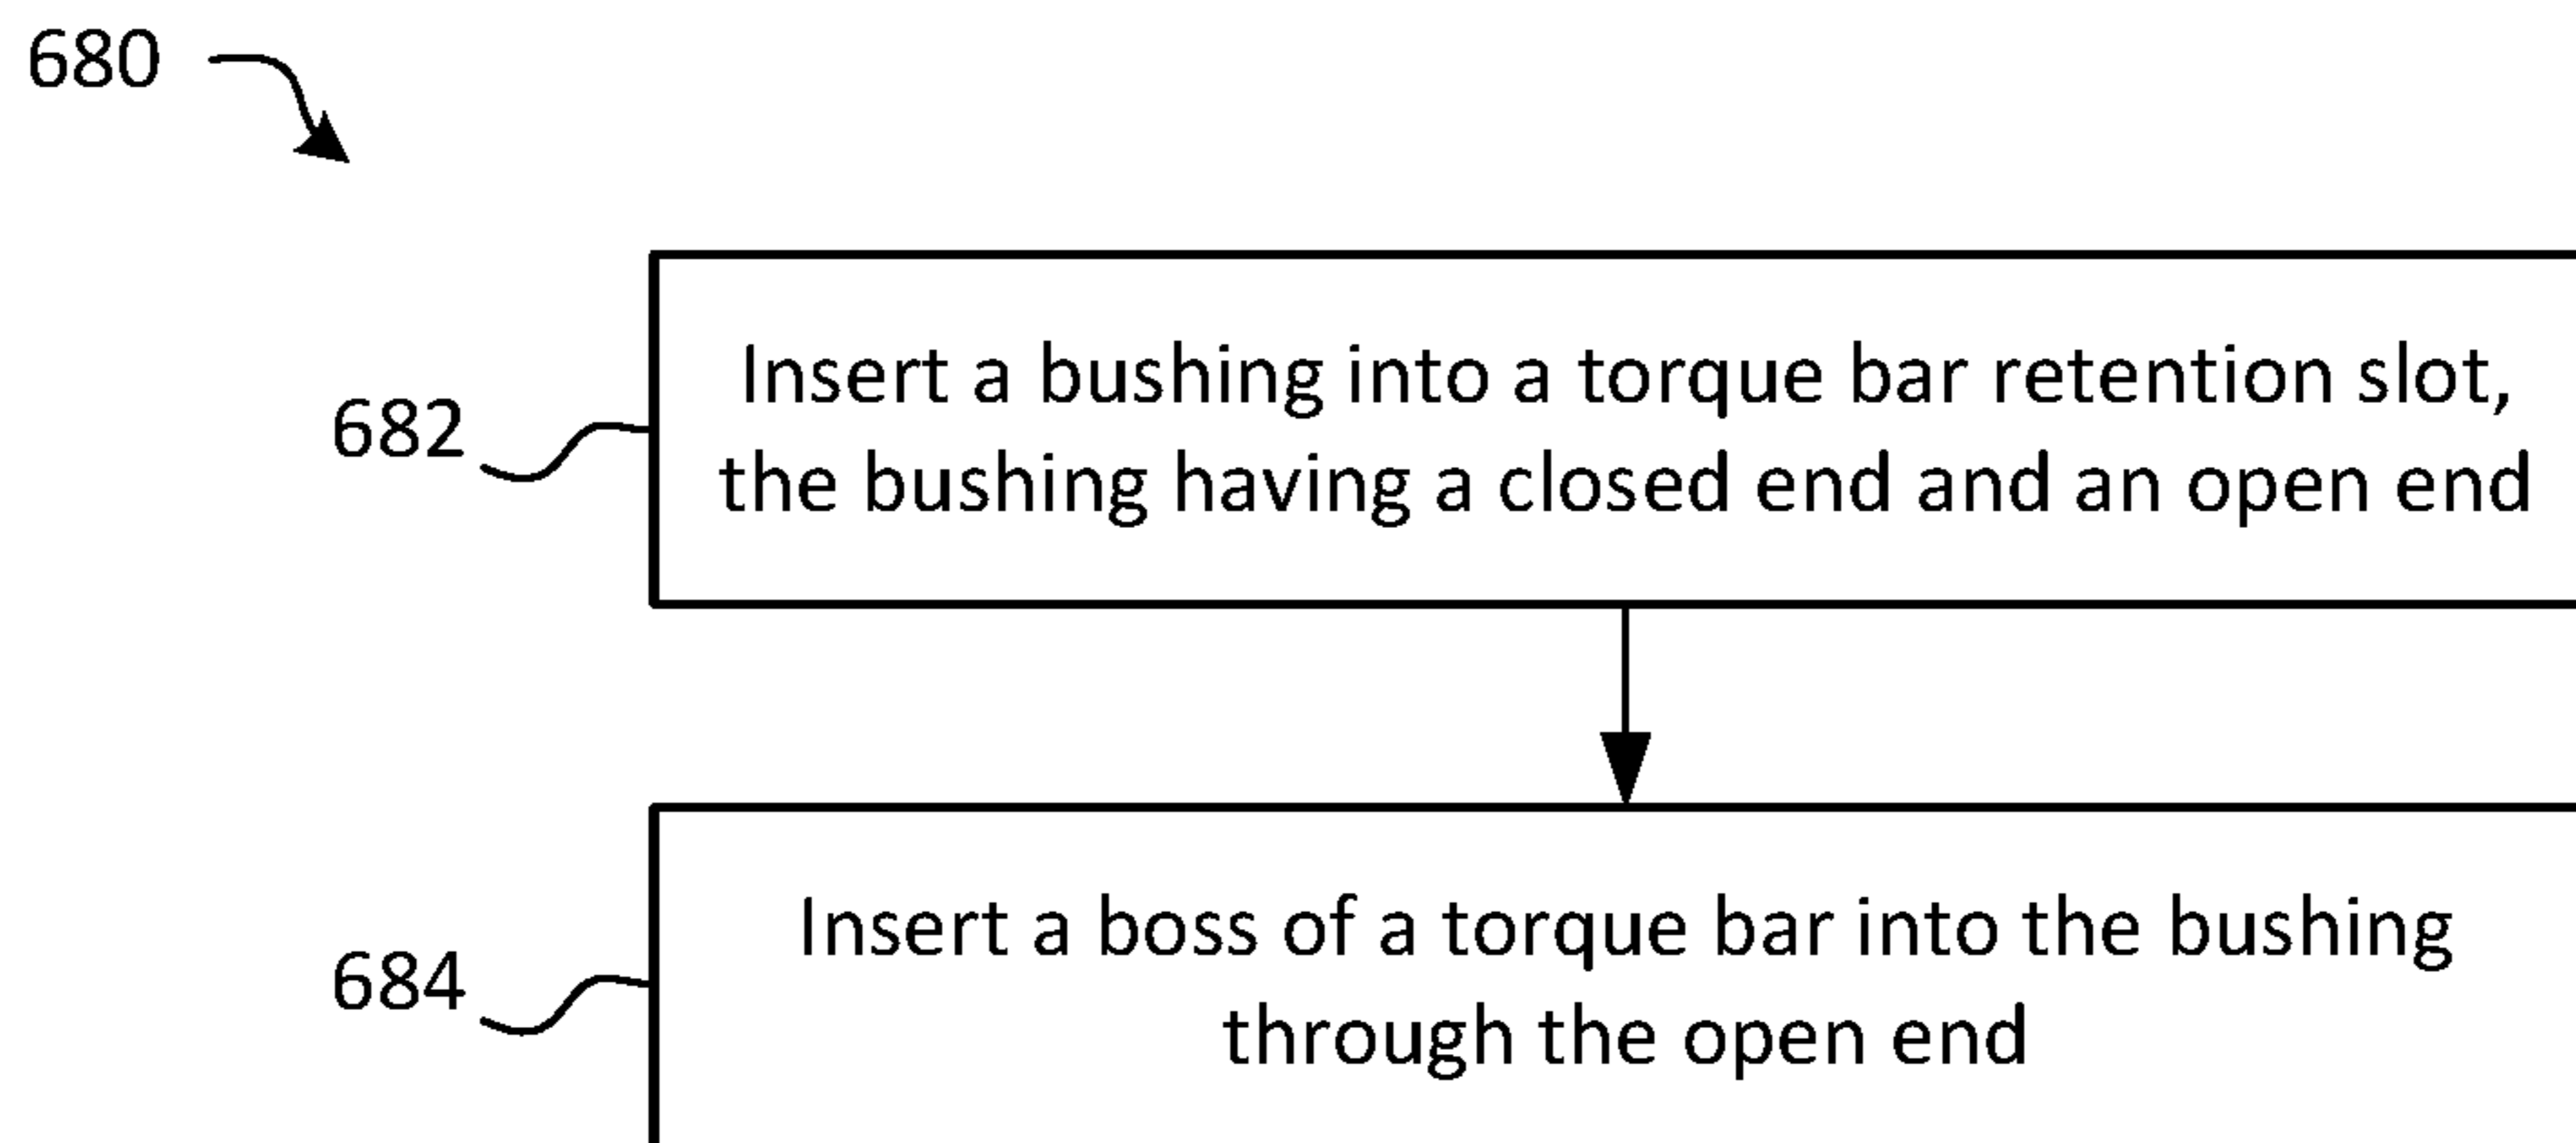 680
682
Insert a bushing into a torque bar retention slot,
the bushing having a closed end and an open end
684
Insert a boss of a torque bar into the bushing
through the open end